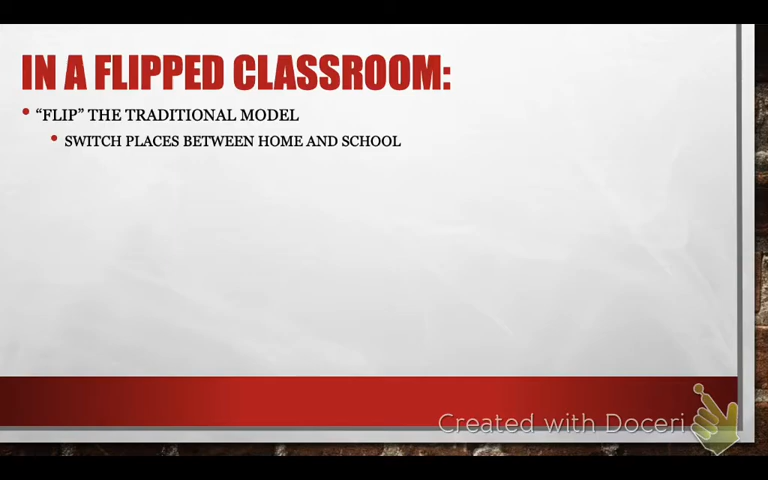 IN A FLIPPED CLASSROOM:
• "FLIP" THE TRADITIONAL MODEL
• SWITCH PLACES BETWEEN HOME AND SCHOOL
Created with Doceri